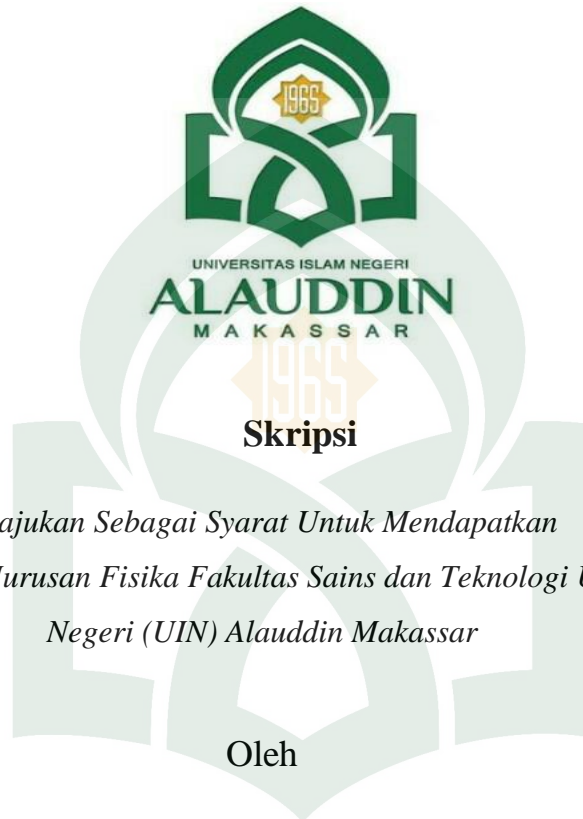 1965
UNIVERSITAS ISLAM NEGERI
ALAUDDIN
MAKASSAR
1965
Skripsi
ajukan Sebagai Syarat Untuk Mendapatkan
Jurusan Fisika Fakultas Sains dan Teknologi U
Negeri (UIN) Alauddin Makassar
Oleh